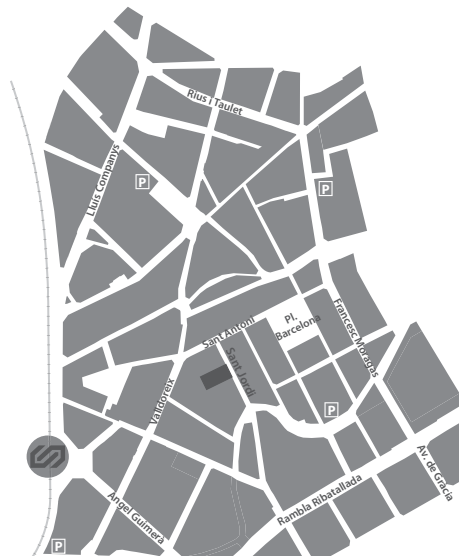 Rius i Taulet
Lluís Companys
P
P
Sant Antoni
Pl.
Barcelona
Francesc Moragas
Sant Jordi
Valldoreix
P
Av. de Gràcia
Rambla Ribatallada
Àngel Guimerà
P